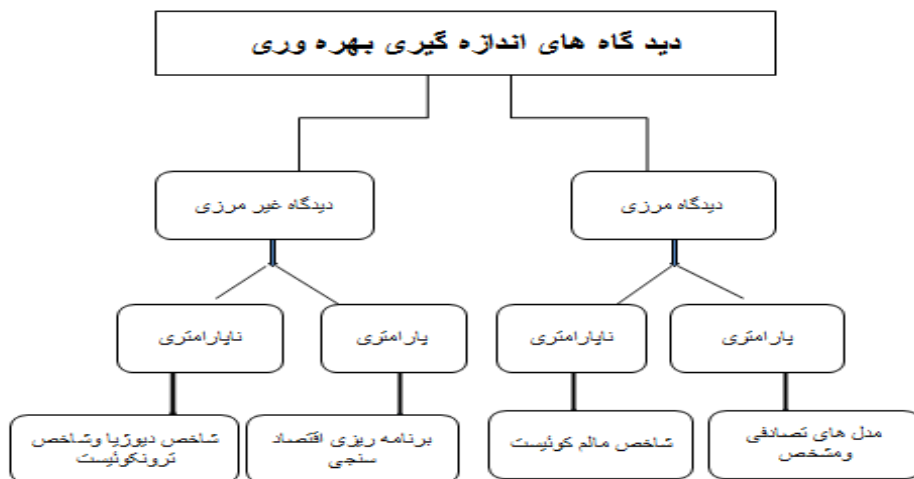 دید گاه های اندازه گیری بهره وری
دیدگاه مرزی
دیدگاه غیر مرزی
پارامتری
ناپارامتری
پارامتری
ناپارامتری
مدل های تصادفی
ومشخص
شاخص مالم کوئیست
برنامه ریزی اقتصاد
سنجی
شاخص دیوژیا وشاخص
ترونکوئیست